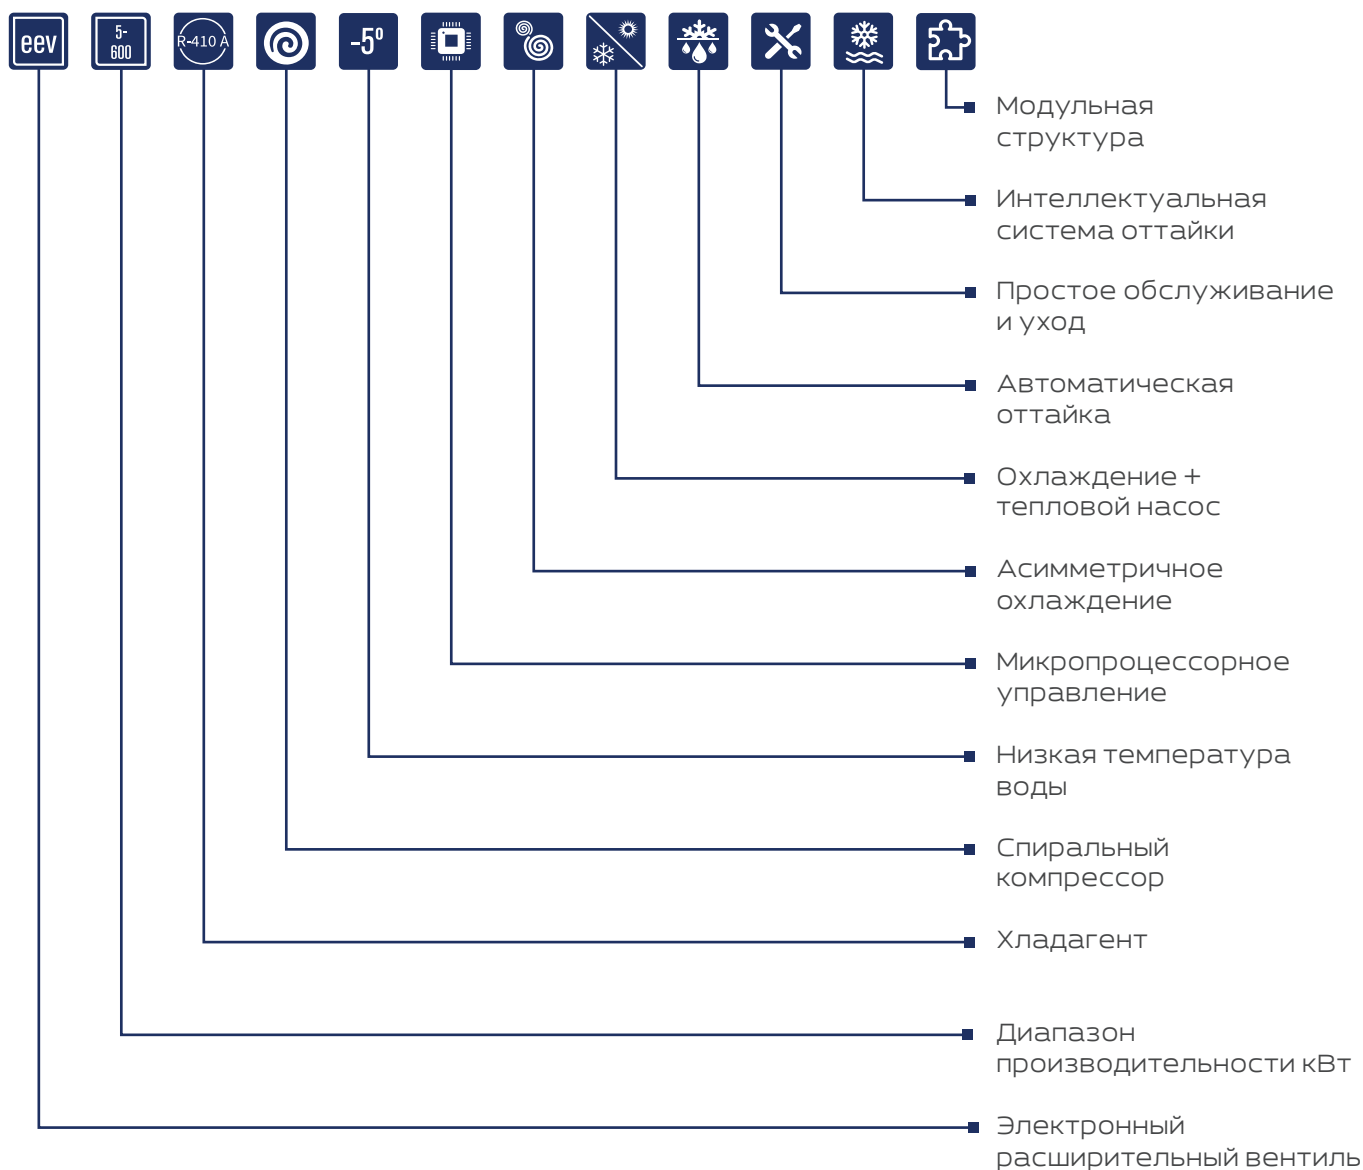 eev
5-
600
R-410 A
-5º
Модульная
структура
Интеллектуальная
система оттайки
Простое обслуживание
и уход
Автоматическая
оттайка
Охлаждение +
тепловой насос
Асимметричное
охлаждение
Микропроцессорное
управление
Низкая температура
воды
Спиральный
компрессор
Хладагент
Диапазон
производительности кВт
Электронный
расширительный вентиль